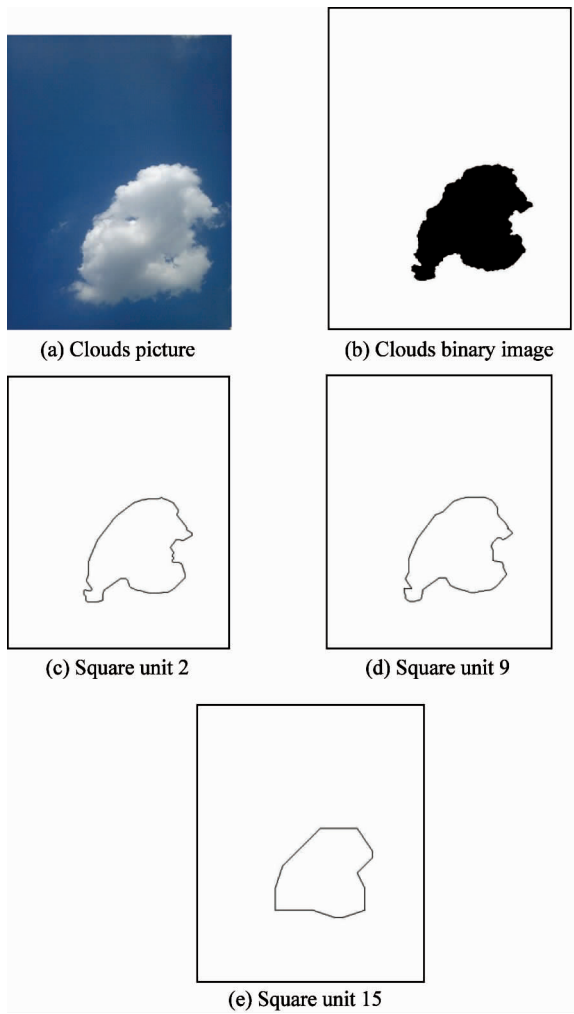 (a) Clouds picture
(b) Clouds binary image
(c) Square unit 2
(d) Square unit 9
(e) Square unit 15